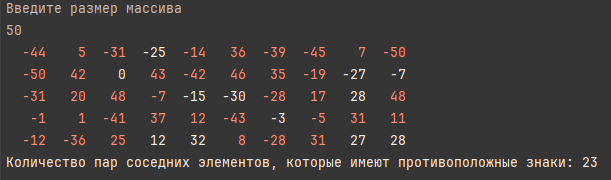 Введите размер массива
50
-44 5 -31 -25 -14 36 -39 -45 7 -50
-50 42 0 43 -42 46 35 -19 -27 -7
-31 20 48 -7 -15 -30 -28 17 28 48
-1 1 -41 37 12 -43 -3 -5 31 11
-12 -36 25 12 32 8 -28 31 27 28
Количество пар соседних элементов, которые имеют противоположные знаки: 23